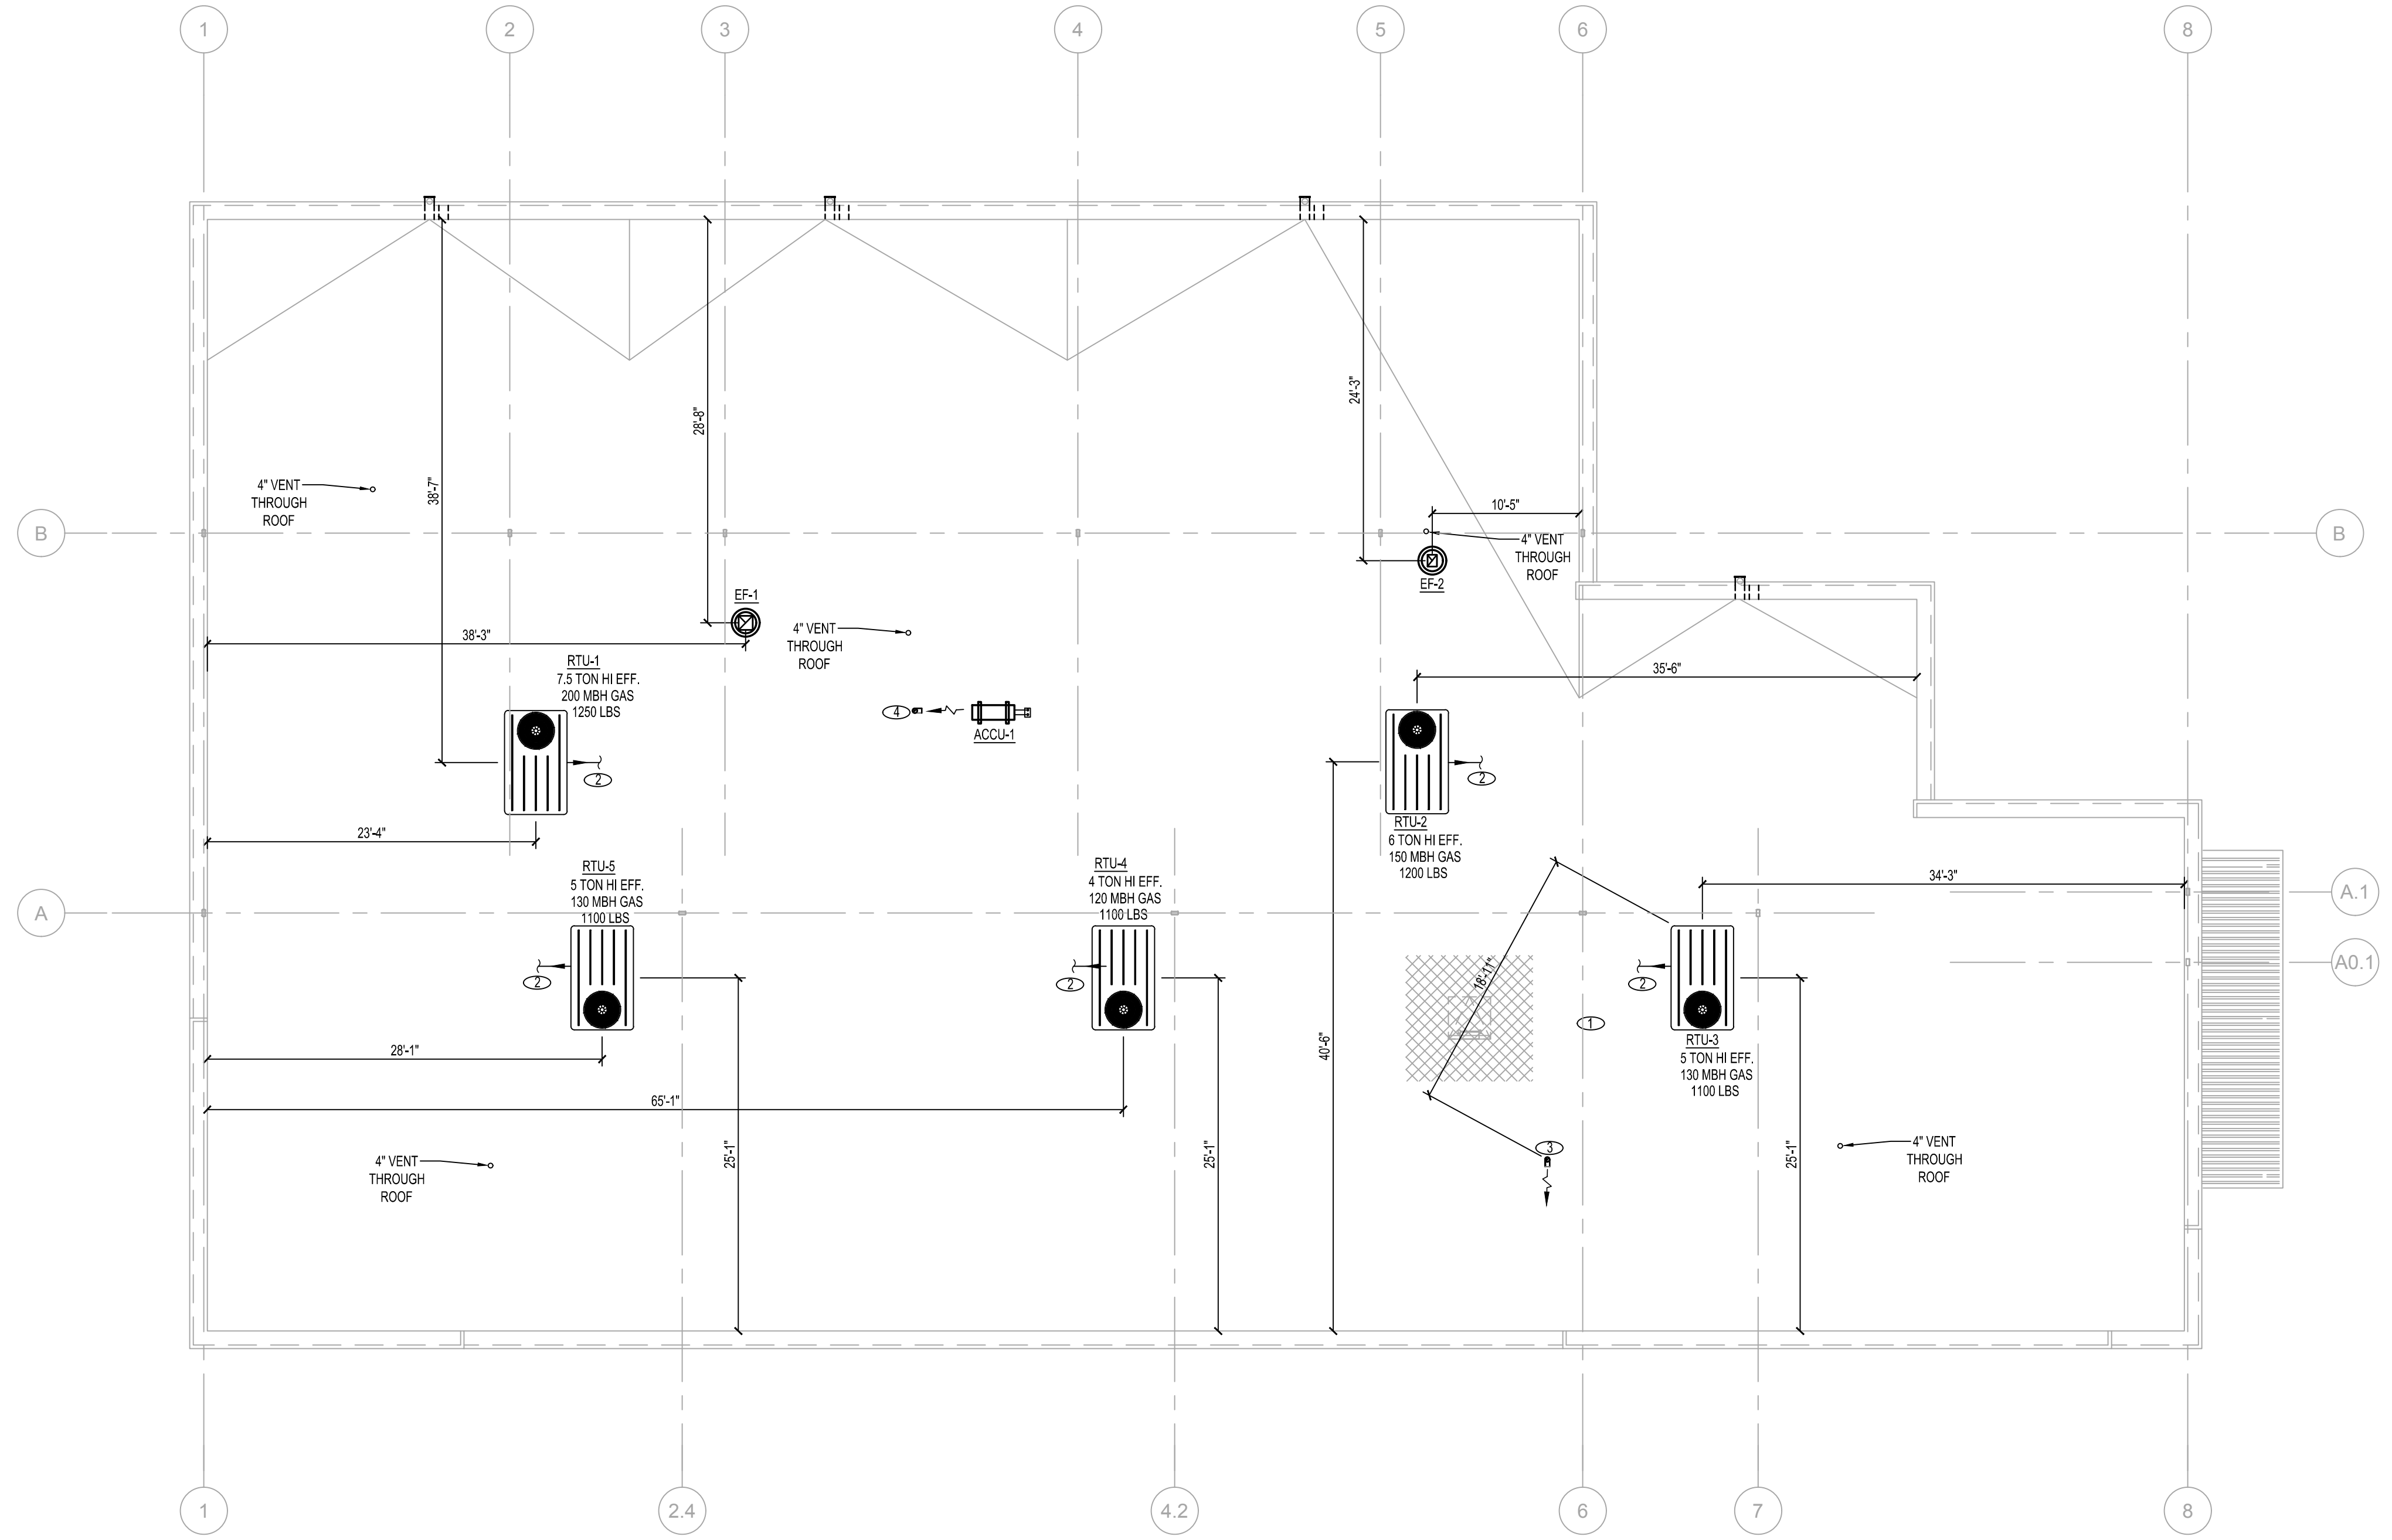 1
2
3
4
5
6
8
38'-7"
28'-8"
24'-3"
4" VENT
THROUGH
ROOF
10'-5"
B
4" VENT
THROUGH
ROOF
B
EF-2
EF-1
38'-3"
4" VENT
THROUGH
ROOF
RTU-1
7.5 TON HI EFF.
200 MBH GAS
1250 LBS
35'-6"
4
ACCU-1
2
2
23'-4"
RTU-2
6 TON HI EFF.
150 MBH GAS
1200 LBS
RTU-5
5 TON HI EFF.
130 MBH GAS
1100 LBS
RTU-4
4 TON HI EFF.
120 MBH GAS
1100 LBS
34'-3"
A
A.1
A0.1
2
2
18'-11"
2
1
28'-1"
40'-6"
RTU-3
5 TON HI EFF.
130 MBH GAS
1100 LBS
65'-1"
25'-1"
25'-1"
25'-1"
3
4" VENT
THROUGH
ROOF
4" VENT
THROUGH
ROOF
1
2.4
4.2
6
7
8